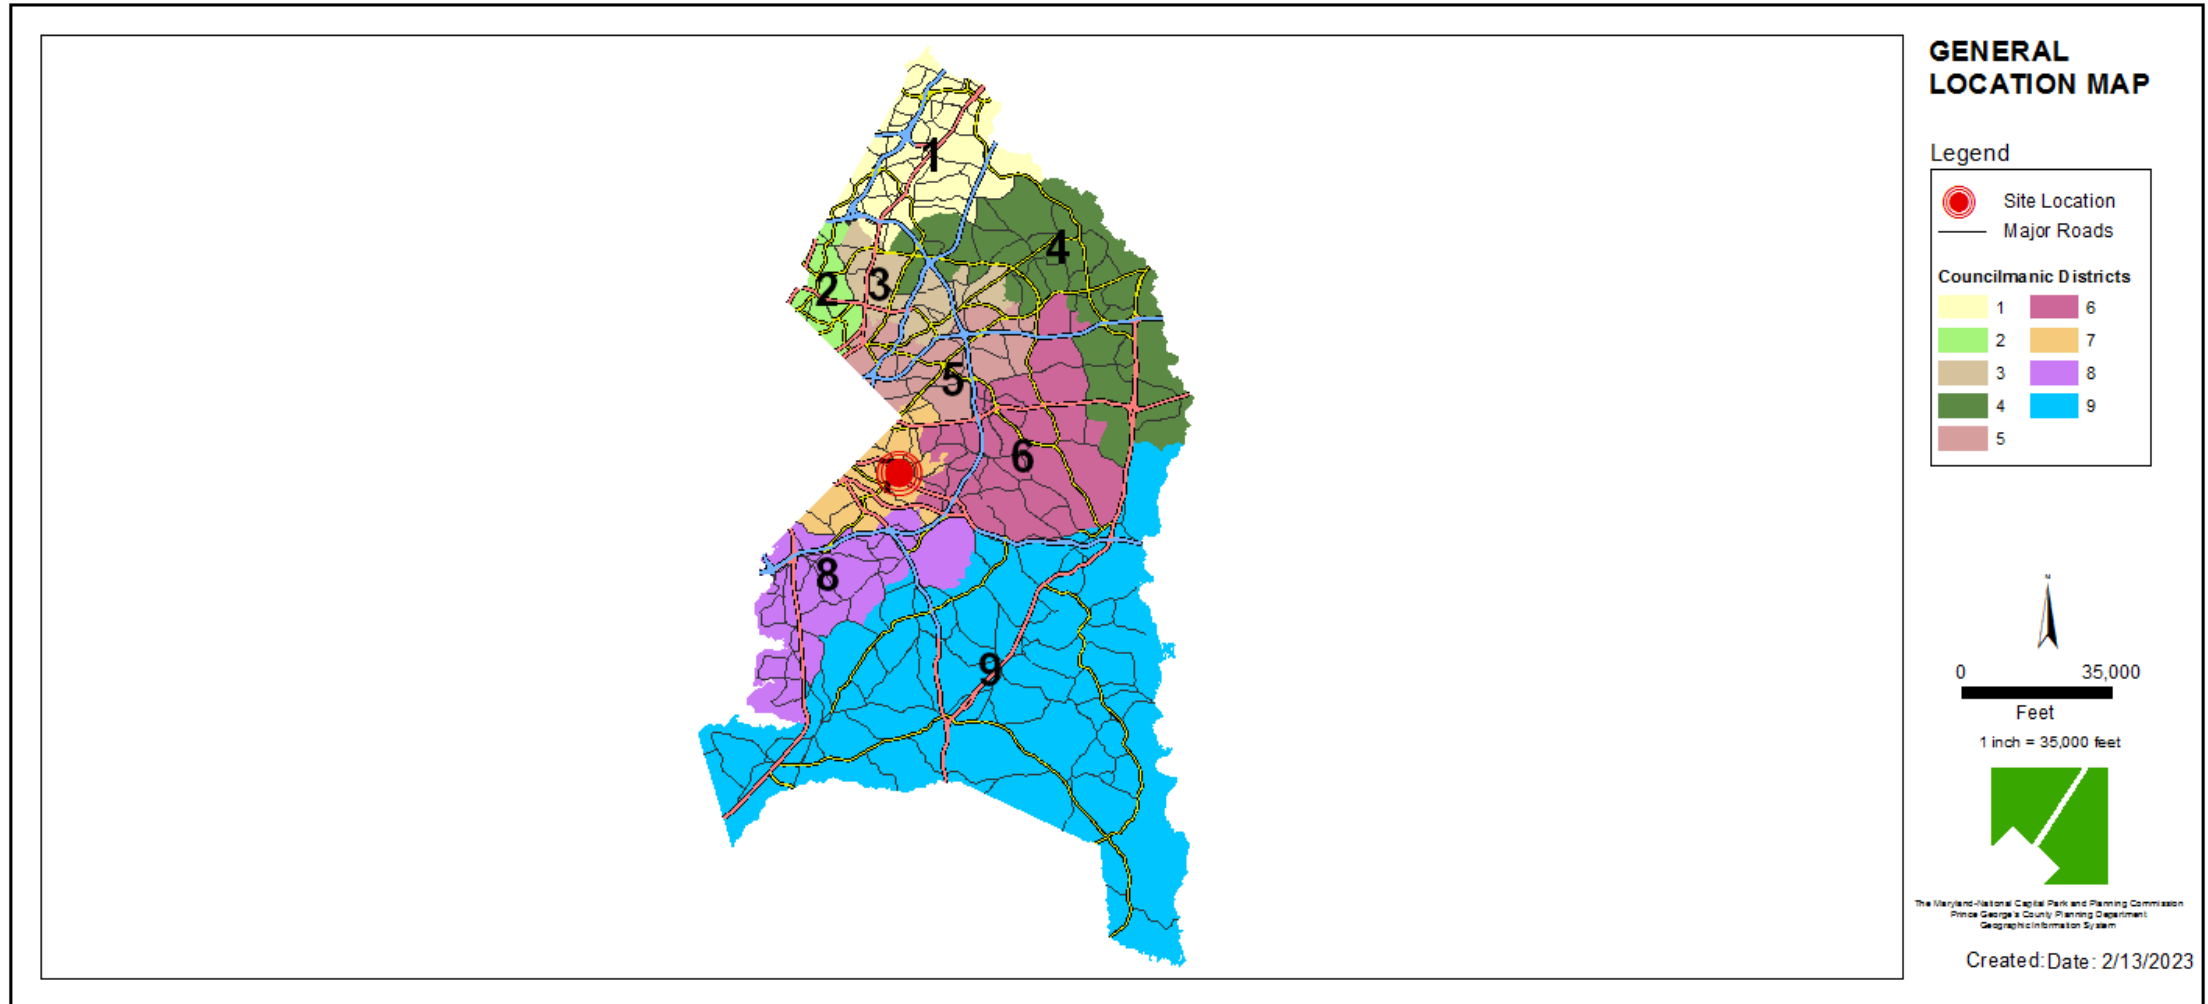 GENERAL
LOCATION MAP
Legend
Site Location
Major Roads
Councilmanic Districts
1 6
2 7
3 8
4 9
5
1
4
2
3
5
6
8
9
N
0 35,000
Feet
1 inch = 35,000 feet
The Maryland-National Capital Park and Planning Commission
Prince George's County Planning Department
Geographic Information System
Created: Date: 2/13/2023